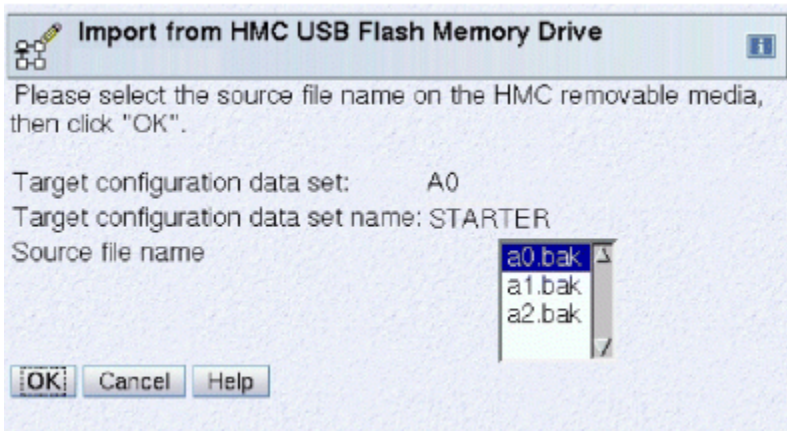 Import from HMC USB Flash Memory Drive
i
Please select the source file name on the HMC removable media,
then click "OK".
Target configuration data set: A0
Target configuration data set name: STARTER
Source file name
a0.bak
a1.bak
a2.bak
OK Cancel Help